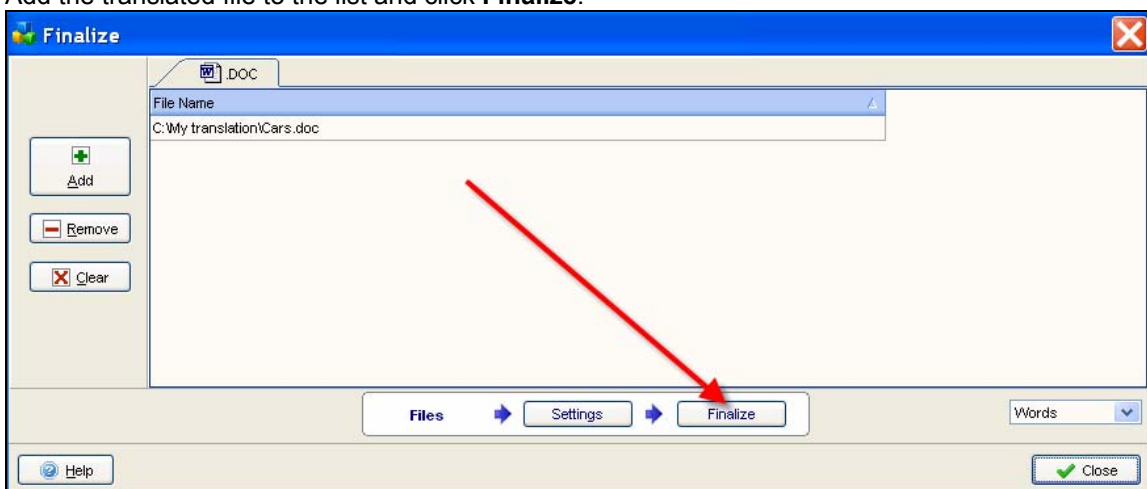 Add the translated file to the list and click Finalize.
Finalize
.DOC
File Name
C:\My translation\Cars.doc
Add
Remove
Clear
Files Settings Finalize
Words
Help
Close